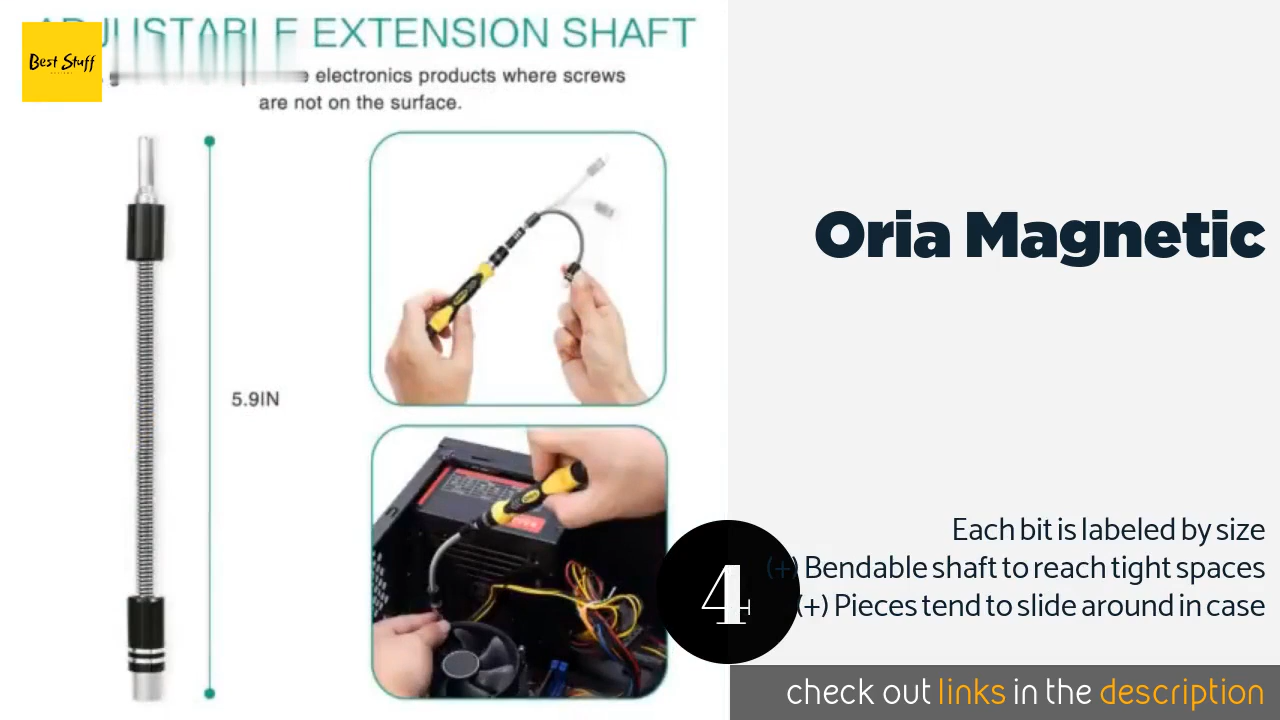 Best Stuff
EXTENSION SHAFT
electronics products where screws
are not on the surface.
5.9IN
Oria Magnetic
4
Each bit is labeled by size
(+) Bendable shaft to reach tight spaces
(+) Pieces tend to slide around in case
check out links in the description